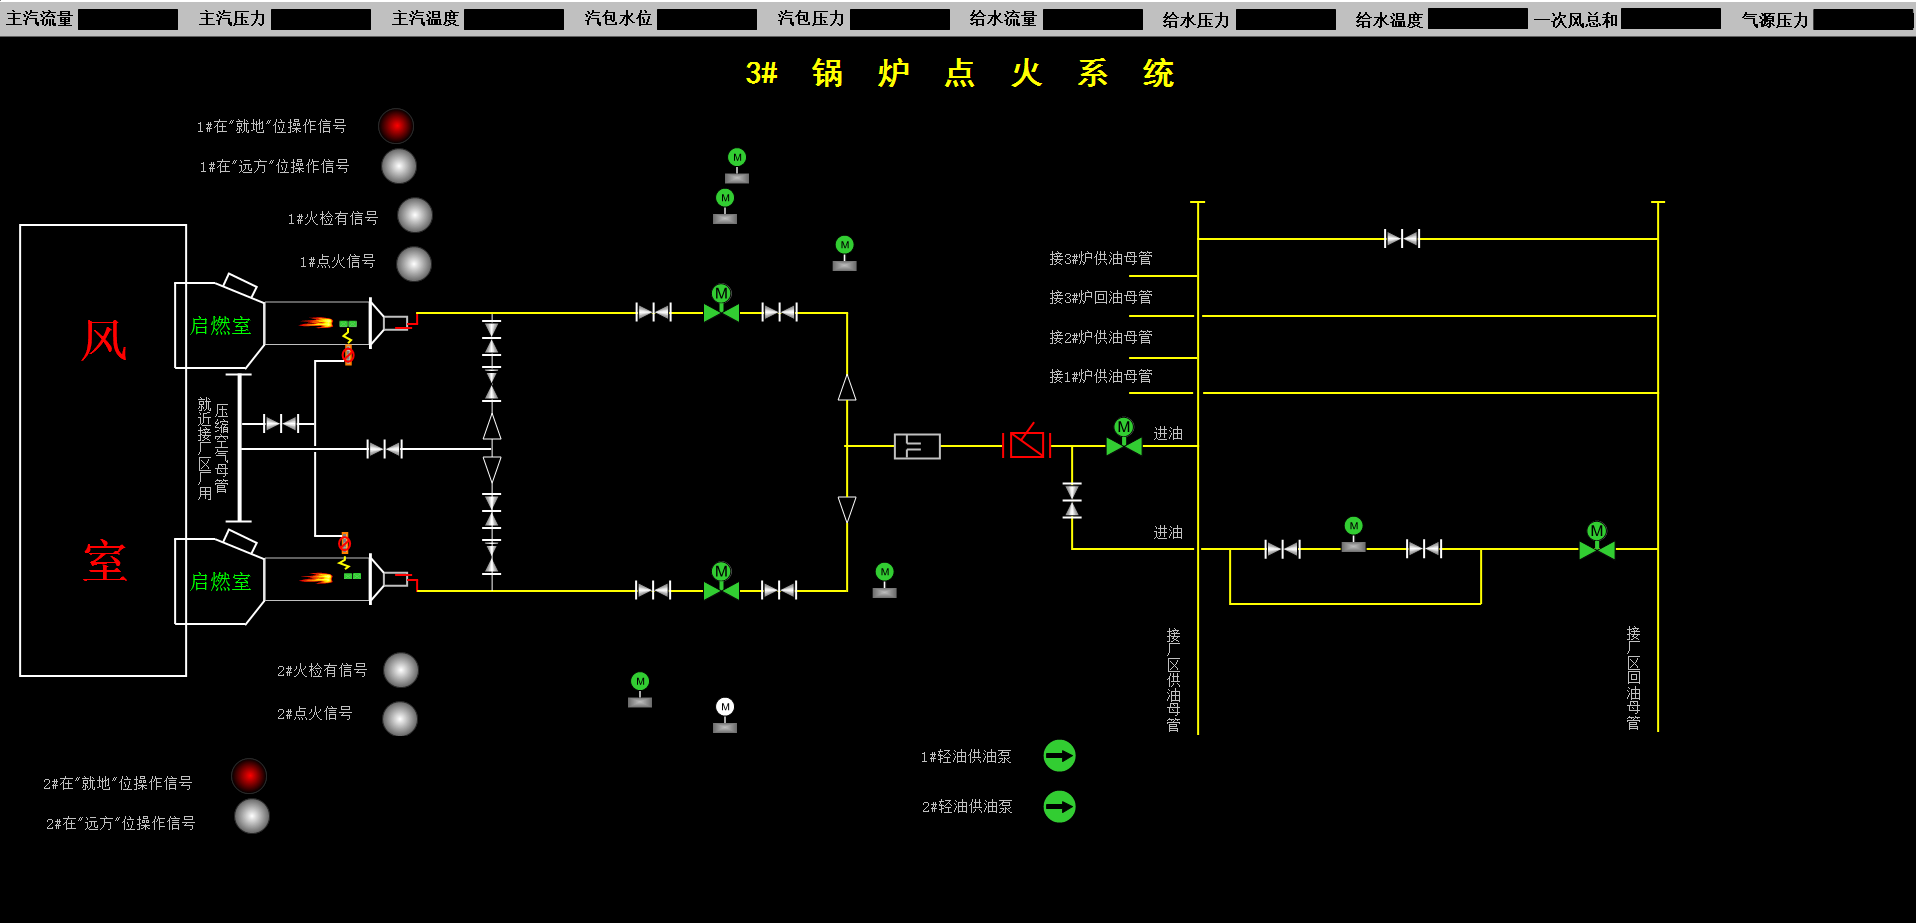 主汽流量 主汽压力 主汽温度 汽包水位 汽包压力 给水流量 给水压力 给水温度 一次风总和 气源压力
3# 锅炉点火系统
1#在"就地"位操作信号
1#在"远方"位操作信号
1#火检有信号
1#点火信号
M
M
M
接3#炉供油母管
接3#炉回油母管
接2#炉供油母管
接1#炉供油母管
风
启燃室
M
就近接厂区厂用
压缩空气母管
M
进油
进油
M
M
室
启燃室
M
M
接厂区供油母管
接厂区回油母管
2#火检有信号
2#点火信号
M
M
1#轻油供油泵
2#轻油供油泵
2#在"就地"位操作信号
2#在"远方"位操作信号